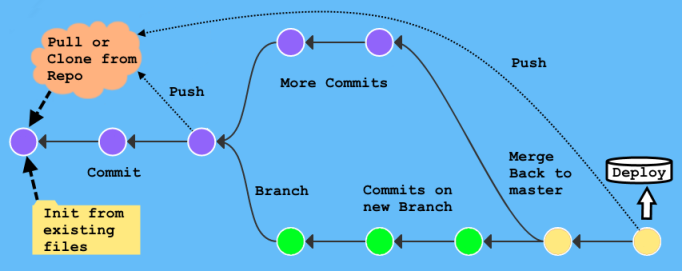 Pull or
Clone from
Repo
Push
Push
More Commits
Commit
Branch
Commits on
new Branch
Merge
Back to
master
Deploy
Init from
existing
files